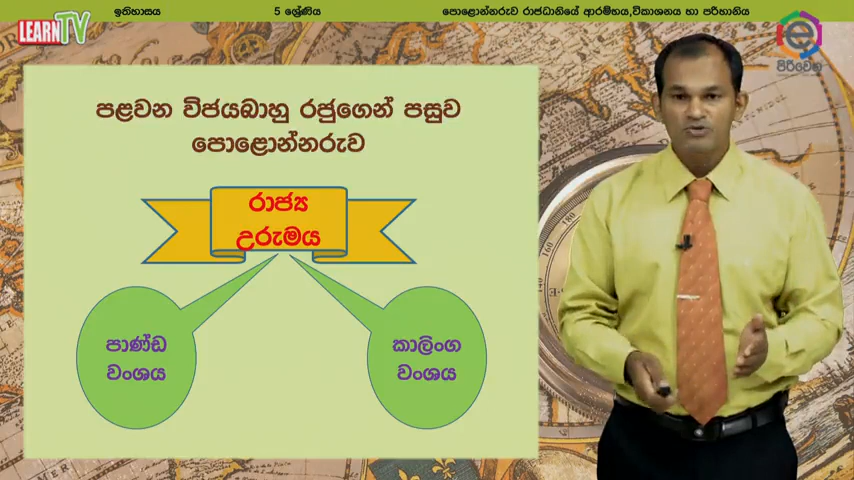 ඉතිහාසය
5 ශ්‍රේණිය
පොළොන්නරුව රාජධානියේ ආරම්භය,විකාශනය හා පරිහානිය
LEARN TV
පිරිවෙන
පළවන විජයබාහු රජුගෙන් පසුව
පොළොන්නරුව
රාජ්‍ය
උරුමය
පාණ්ඩ
වංශය
කාලිංග
වංශය